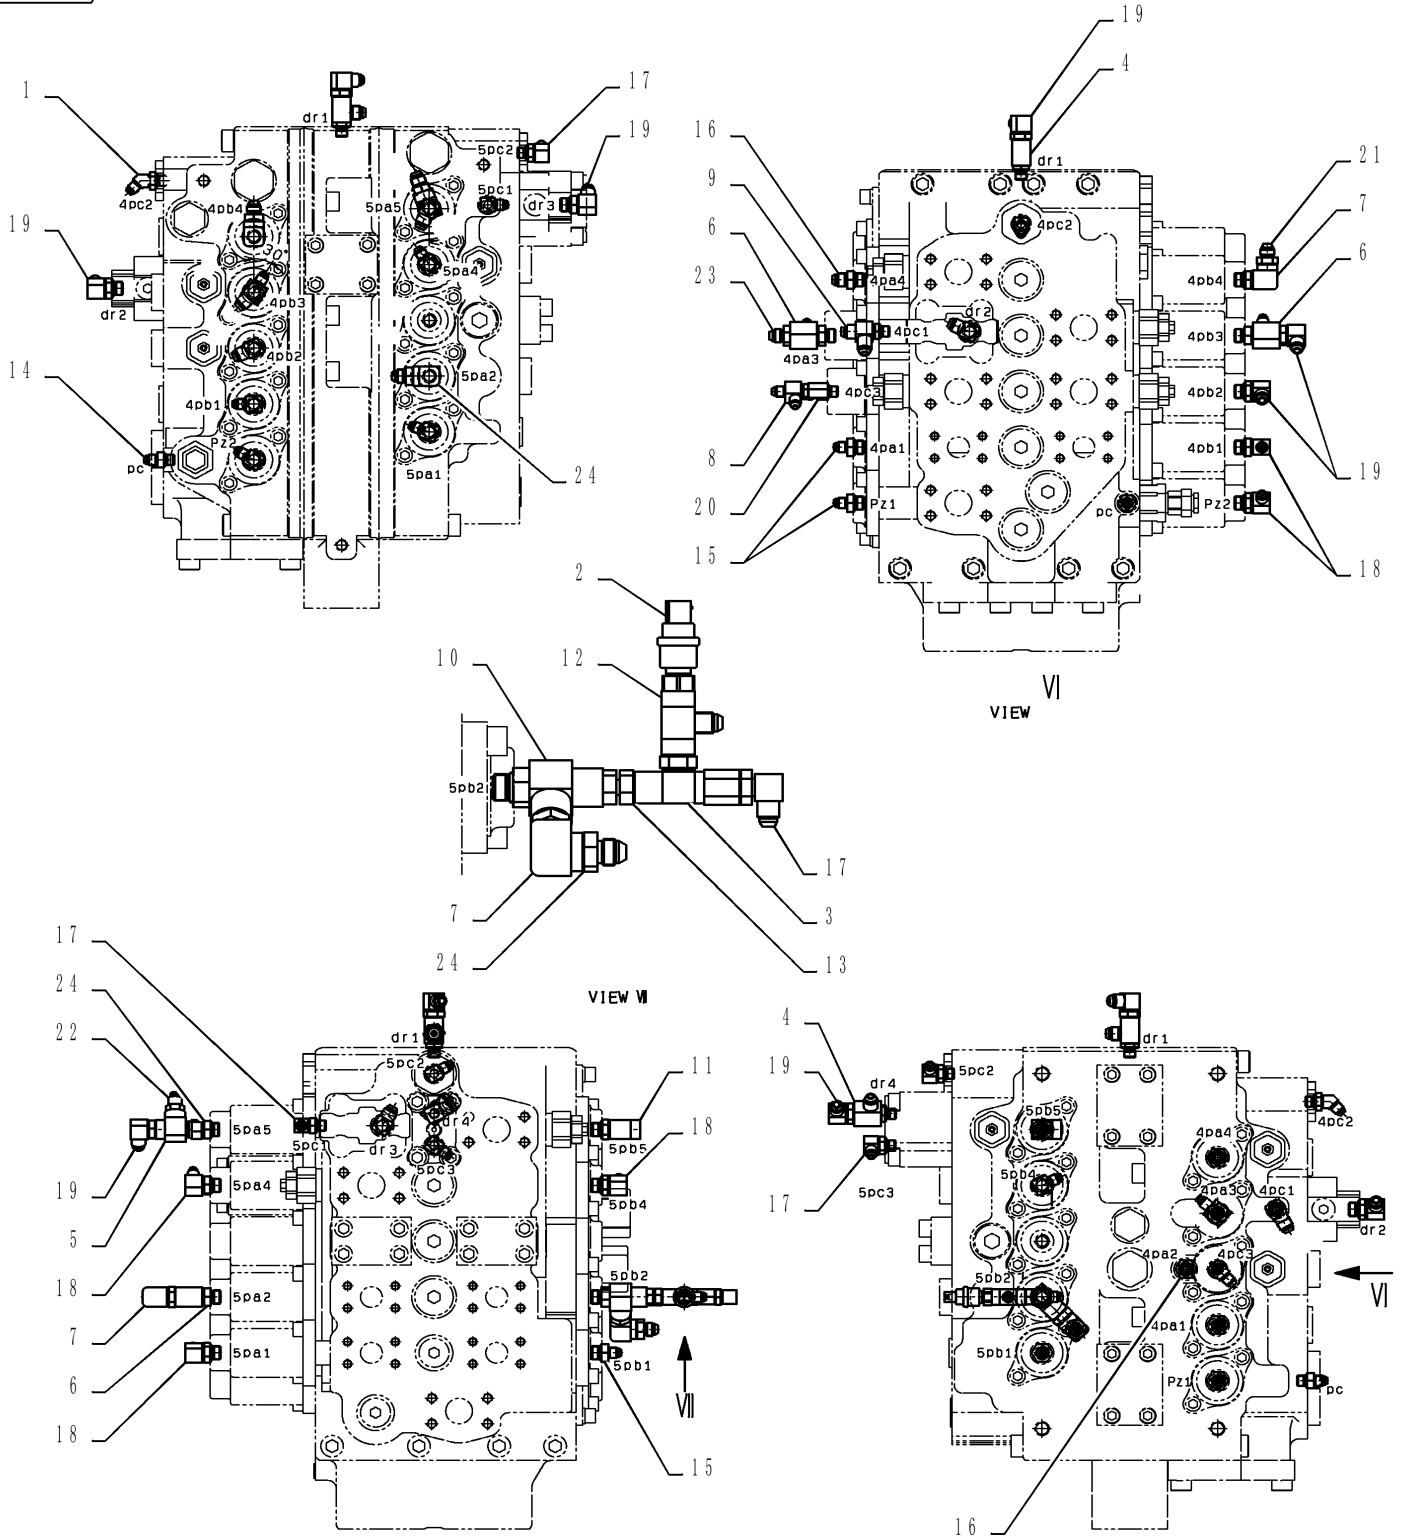 1
17
19
dr1
5pc2
4pc2
4pb4
5pa5
5pc1
dr3
19
30°
5pa4
4pb3
dr2
4pb2
5pa2
14
4pb1
Pz2
pc
5pa1
24
19
4
16
dr1
21
9
7
6
4pc2
6
23
4pa4
4pb4
dr2
4pc1
4pb3
4pa3
4pc3
4pb2
8
4pa1
4pb1
19
20
Pz1
pc
Pz2
15
18
VI
VIEW
2
10
12
5pb2
17
7
3
24
13
VIEW VII
17
24
22
dr1
5pc2
11
5pa5
dr4
5pc1
dr3
5pb5
18
5pc3
19
5pa4
5pb4
5
18
5pb2
5pa2
7
5pa1
5pb1
6
VII
18
15
4
dr1
19
dr4
5pc2
5pb5
4pc2
4pa4
17
5pb4
4pa3
4pc1
5pc3
dr2
4pa2
4pc3
5pb2
VI
4pa1
5pb1
Pz1
pc
16